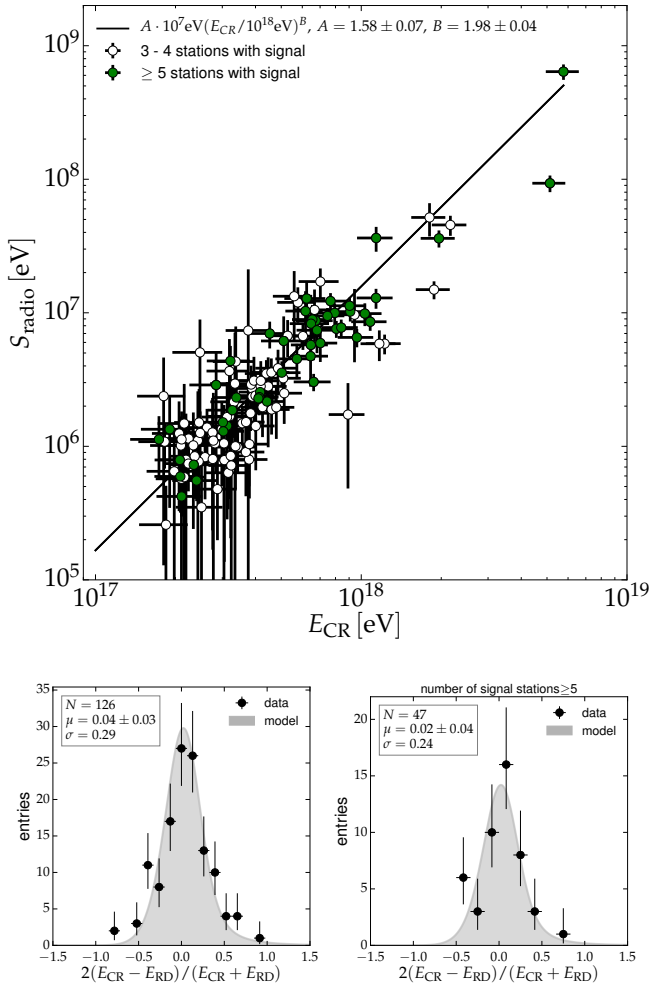 A · 10⁷eV(E_CR/10¹⁸eV)ᴮ, A = 1.58 ± 0.07, B = 1.98 ± 0.04
3 - 4 stations with signal
≥ 5 stations with signal
10⁹
10⁸
10⁷
10⁶
10⁵
S_radio [eV]
10¹⁷ 10¹⁸ 10¹⁹
E_CR [eV]
N = 126
μ = 0.04 ± 0.03
σ = 0.29
data
model
35
30
25
20
15
10
5
0
entries
−1.5 −1.0 −0.5 0.0 0.5 1.0 1.5
2(E_CR − E_RD)/(E_CR + E_RD)
number of signal stations≥5
N = 47
μ = 0.02 ± 0.04
σ = 0.24
data
model
20
15
10
5
0
entries
−1.5 −1.0 −0.5 0.0 0.5 1.0 1.5
2(E_CR − E_RD)/(E_CR + E_RD)